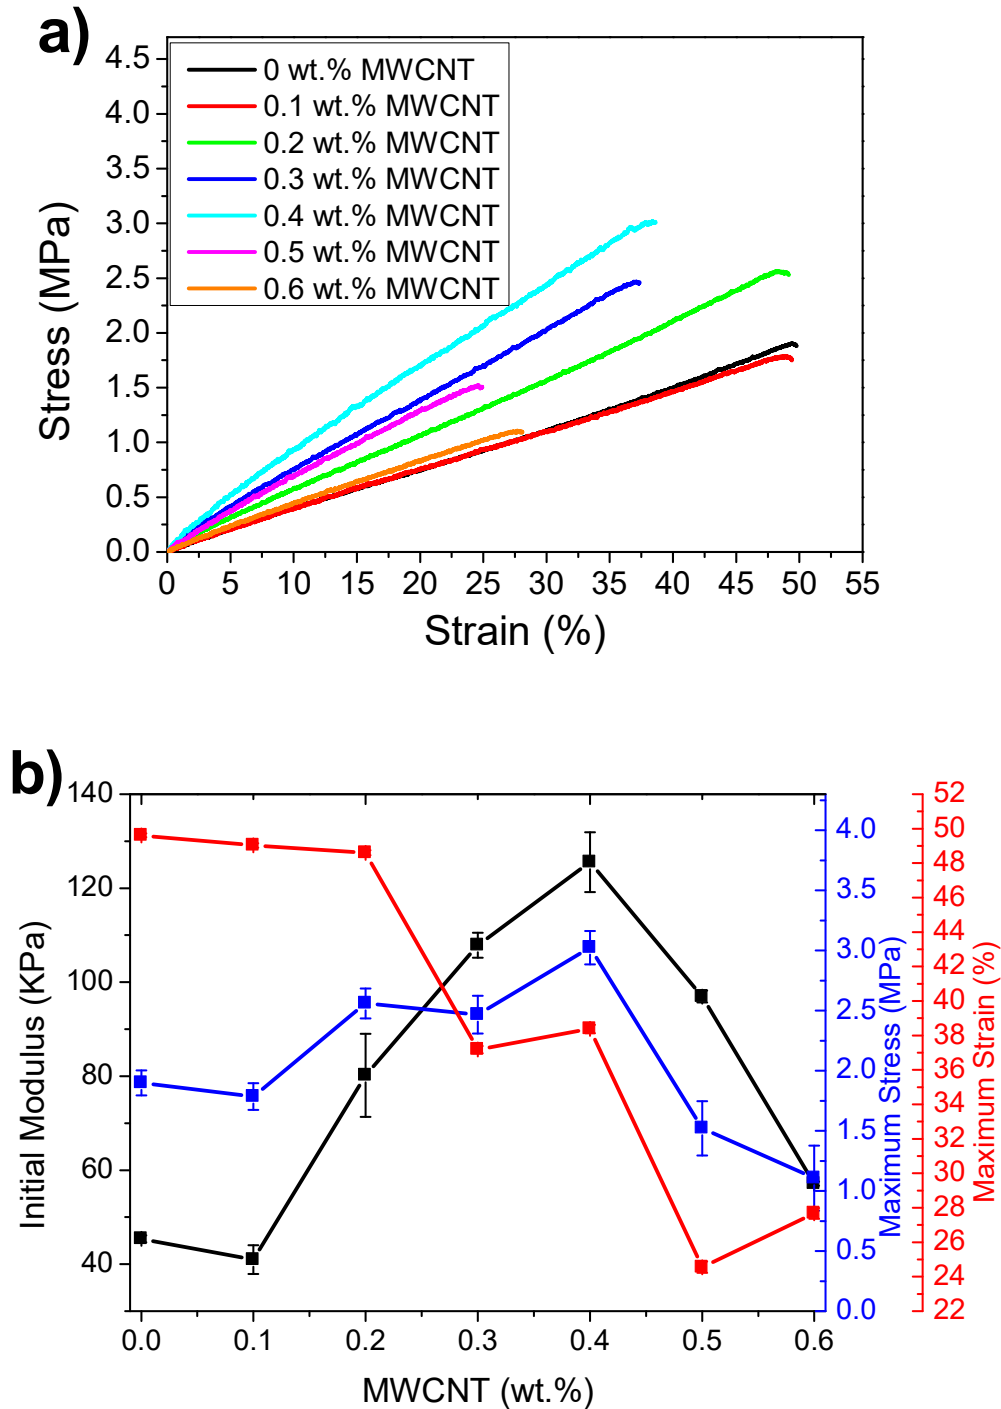 a)
0 wt.% MWCNT
0.1 wt.% MWCNT
0.2 wt.% MWCNT
0.3 wt.% MWCNT
0.4 wt.% MWCNT
0.5 wt.% MWCNT
0.6 wt.% MWCNT
4.5
4.0
3.5
3.0
2.5
2.0
1.5
1.0
0.5
0.0
Stress (MPa)
0 5 10 15 20 25 30 35 40 45 50 55
Strain (%)
b)
140
120
100
80
60
40
Initial Modulus (KPa)
4.0
3.5
3.0
2.5
2.0
1.5
1.0
0.5
0.0
Maximum Stress (MPa)
52
50
48
46
44
42
40
38
36
34
32
30
28
26
24
22
Maximum Strain (%)
0.0 0.1 0.2 0.3 0.4 0.5 0.6
MWCNT (wt.%)